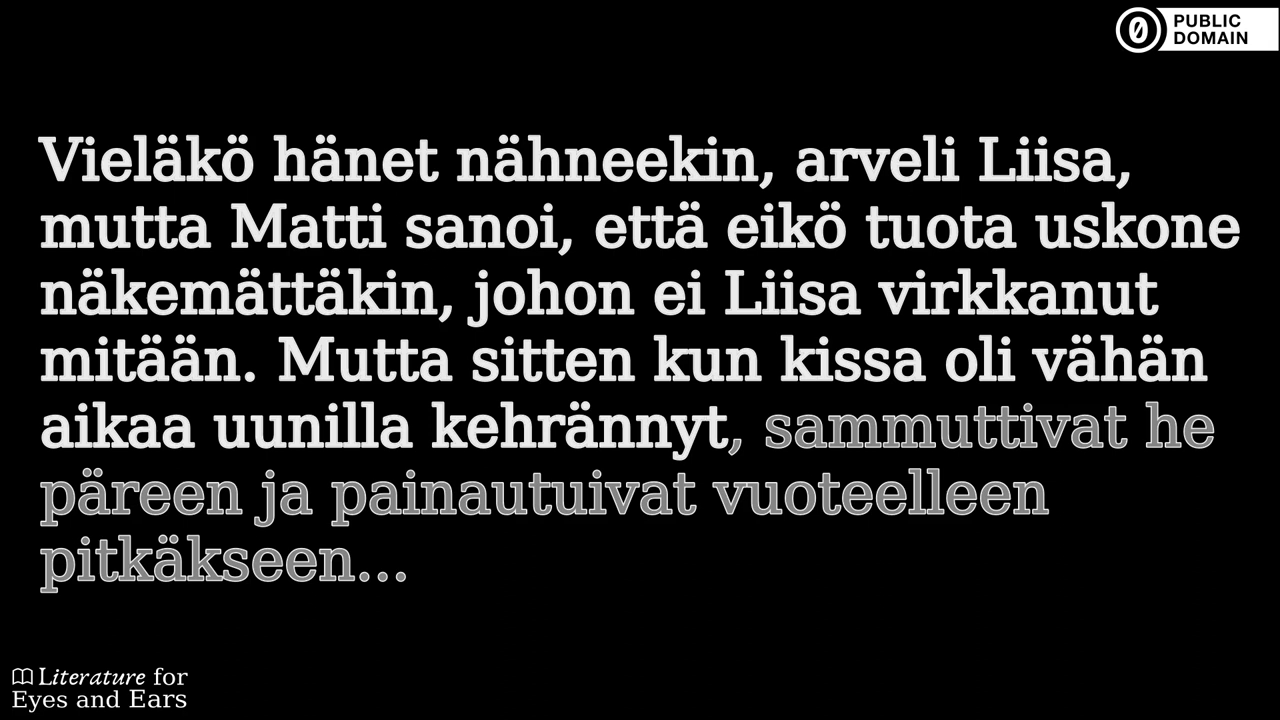 PUBLIC
DOMAIN
Vieläkö hänet nähneekin, arveli Liisa,
mutta Matti sanoi, että eikö tuota uskone
näkemättäkin, johon ei Liisa virkkanut
mitään. Mutta sitten kun kissa oli vähän
aikaa uunilla kehrännyt, sammuttivat he
päreen ja painautuivat vuoteelleen
pitkäkseen...
Literature for
Eyes and Ears